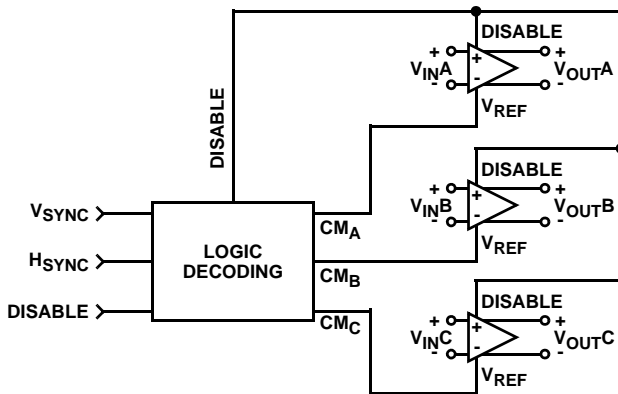 DISABLE
DISABLE
+ +
VINA + VOUTA
- - -
VREF
DISABLE
+ +
VINB + VOUTB
- - -
VREF
VSYNC
HSYNC
DISABLE
LOGIC
DECODING
CMA
CMB
CMC
DISABLE
+ +
VINC + VOUTC
- - -
VREF